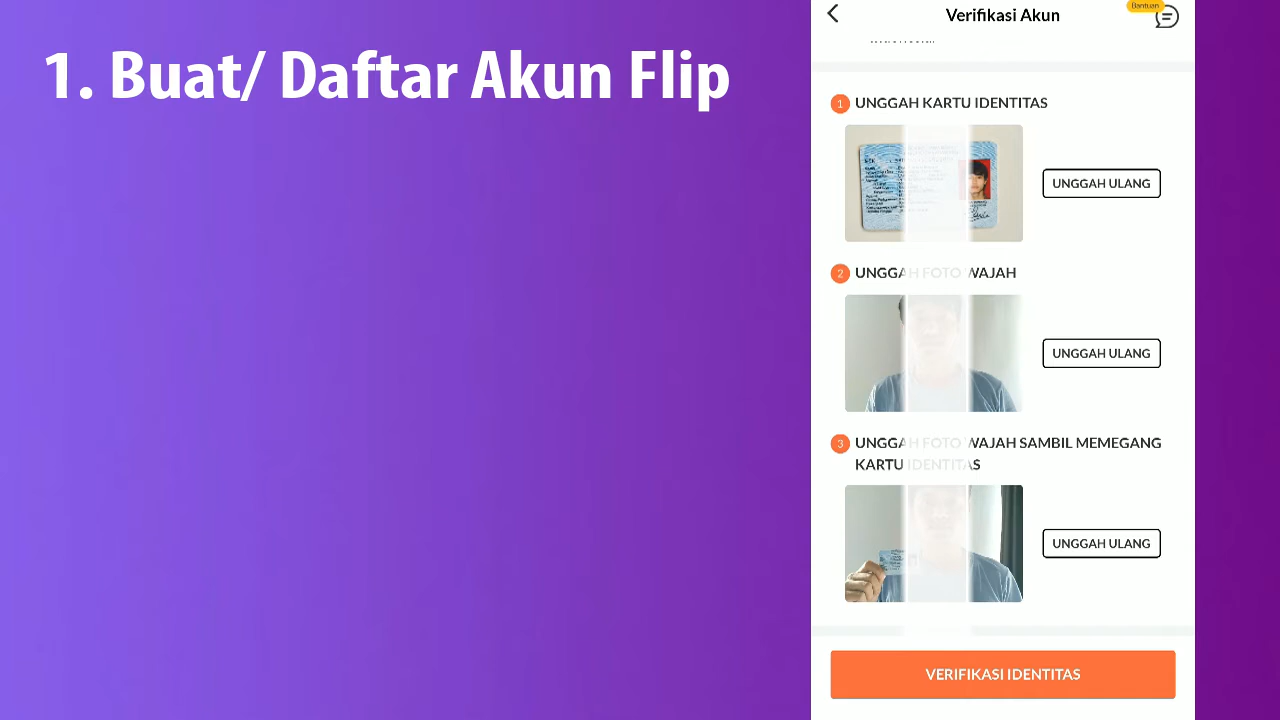 1. Buat/ Daftar Akun Flip
Verifikasi Akun
Bantuan
1 UNGGAH KARTU IDENTITAS
UNGGAH ULANG
2 UNGGAH FOTO WAJAH
UNGGAH ULANG
3 UNGGAH FOTO WAJAH SAMBIL MEMEGANG
KARTU IDENTITAS
UNGGAH ULANG
VERIFIKASI IDENTITAS